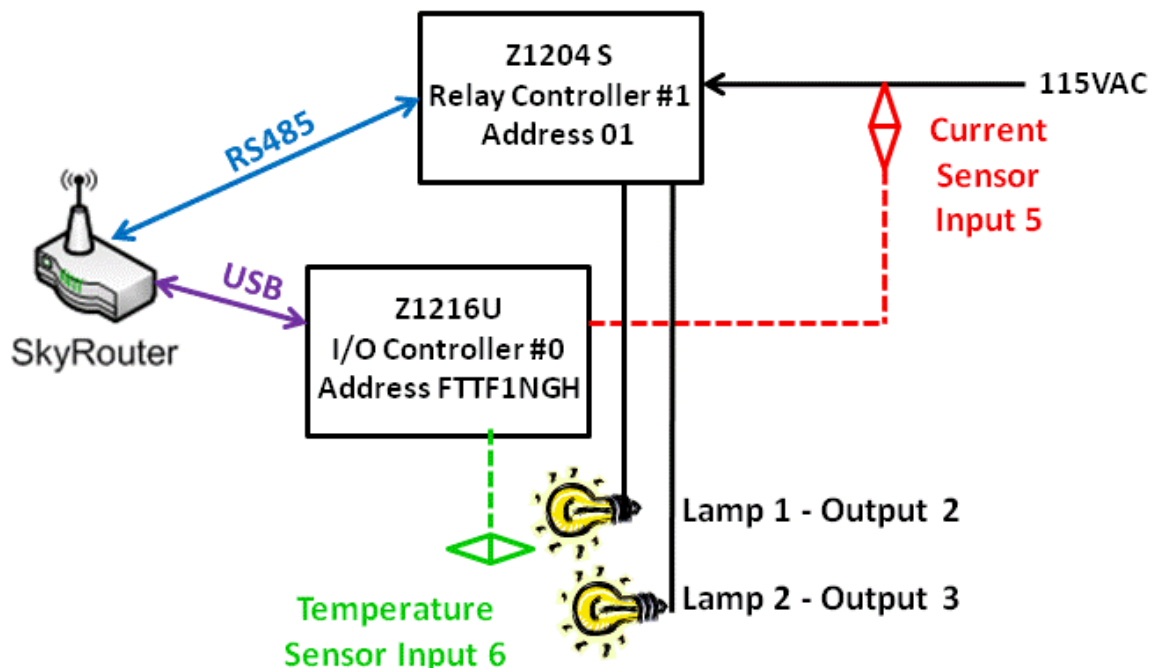 Z1204 S
Relay Controller #1
Address 01
115VAC
Current
Sensor
Input 5
RS485
USB
SkyRouter
Z1216U
I/O Controller #0
Address FTTF1NGH
Lamp 1 - Output 2
Lamp 2 - Output 3
Temperature
Sensor Input 6